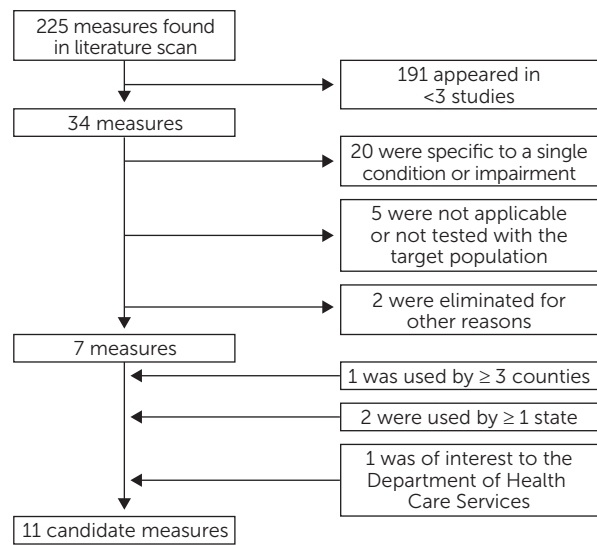 225 measures found
in literature scan
191 appeared in
<3 studies
34 measures
20 were specific to a single
condition or impairment
5 were not applicable
or not tested with the
target population
2 were eliminated for
other reasons
7 measures
1 was used by ≥ 3 counties
2 were used by ≥ 1 state
1 was of interest to the
Department of Health
Care Services
11 candidate measures